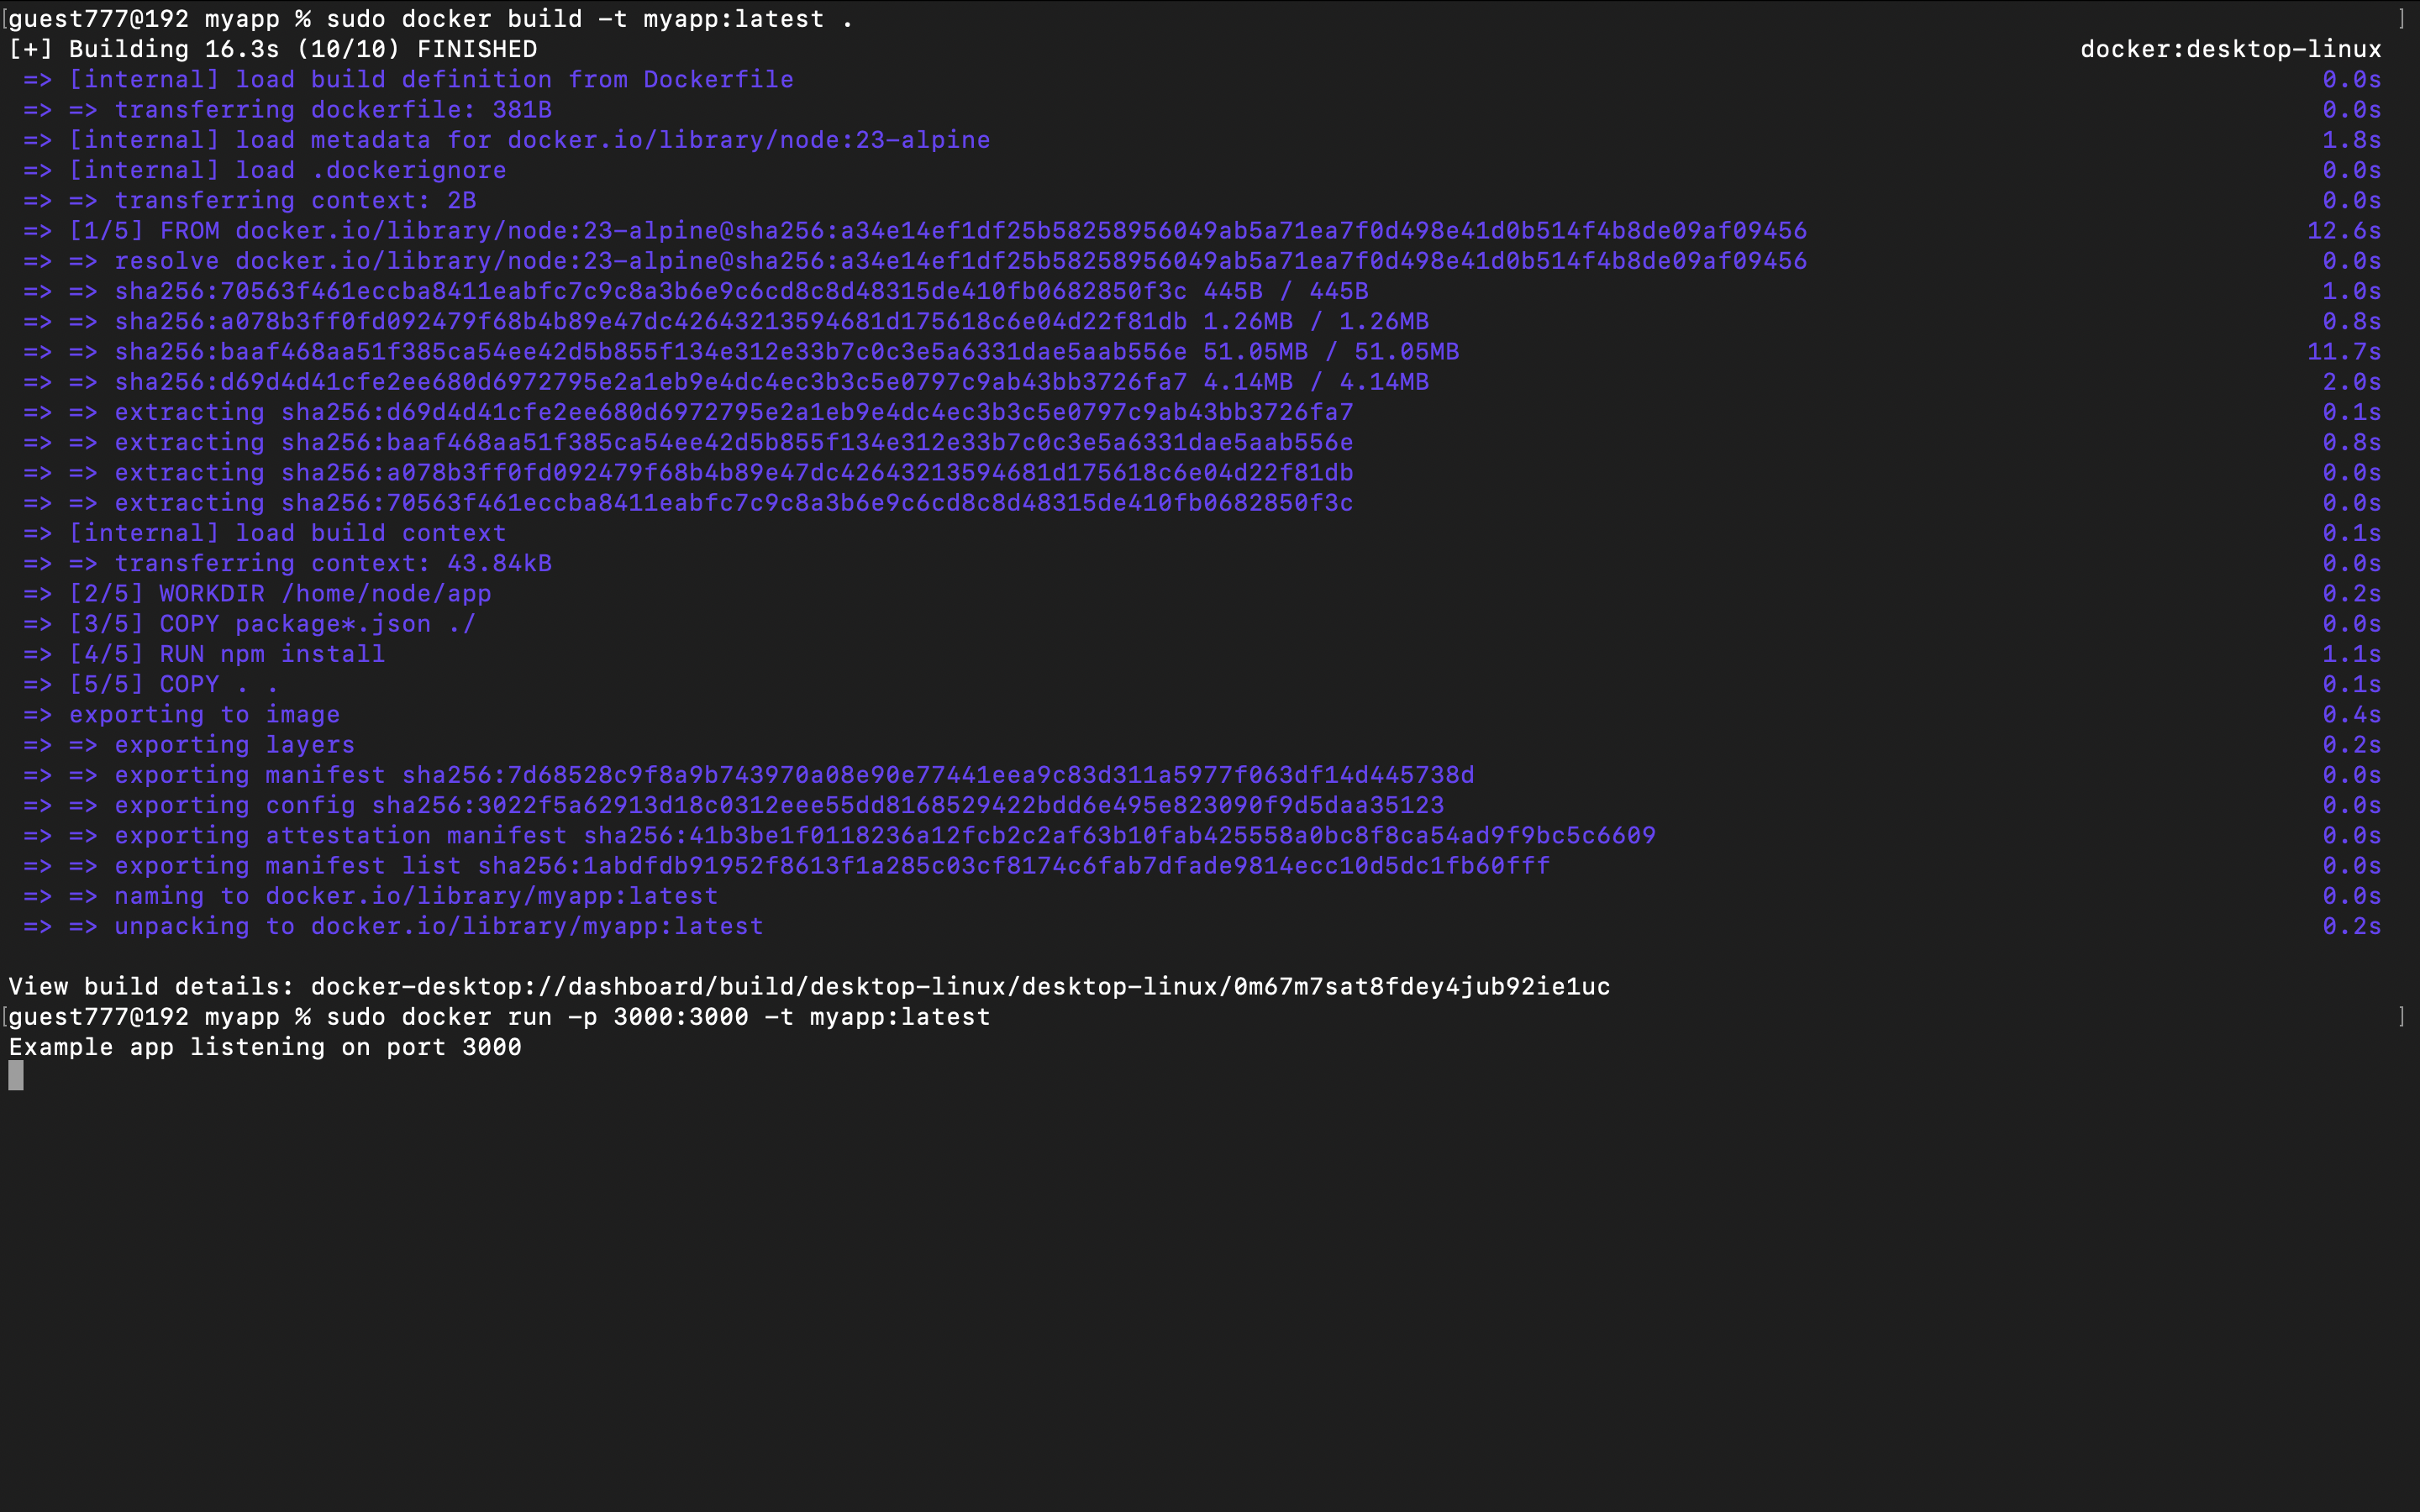 [guest777@192 myapp % sudo docker build -t myapp:latest . ]
[+] Building 16.3s (10/10) FINISHED docker:desktop-linux
=> [internal] load build definition from Dockerfile 0.0s
=> => transferring dockerfile: 381B 0.0s
=> [internal] load metadata for docker.io/library/node:23-alpine 1.8s
=> [internal] load .dockerignore 0.0s
=> => transferring context: 2B 0.0s
=> [1/5] FROM docker.io/library/node:23-alpine@sha256:a34e14ef1df25b58258956049ab5a71ea7f0d498e41d0b514f4b8de09af09456 12.6s
=> => resolve docker.io/library/node:23-alpine@sha256:a34e14ef1df25b58258956049ab5a71ea7f0d498e41d0b514f4b8de09af09456 0.0s
=> => sha256:70563f461eccba8411eabfc7c9c8a3b6e9c6cd8c8d48315de410fb0682850f3c 445B / 445B 1.0s
=> => sha256:a078b3ff0fd092479f68b4b89e47dc42643213594681d175618c6e04d22f81db 1.26MB / 1.26MB 0.8s
=> => sha256:baaf468aa51f385ca54ee42d5b855f134e312e33b7c0c3e5a6331dae5aab556e 51.05MB / 51.05MB 11.7s
=> => sha256:d69d4d41cfe2ee680d6972795e2a1eb9e4dc4ec3b3c5e0797c9ab43bb3726fa7 4.14MB / 4.14MB 2.0s
=> => extracting sha256:d69d4d41cfe2ee680d6972795e2a1eb9e4dc4ec3b3c5e0797c9ab43bb3726fa7 0.1s
=> => extracting sha256:baaf468aa51f385ca54ee42d5b855f134e312e33b7c0c3e5a6331dae5aab556e 0.8s
=> => extracting sha256:a078b3ff0fd092479f68b4b89e47dc42643213594681d175618c6e04d22f81db 0.0s
=> => extracting sha256:70563f461eccba8411eabfc7c9c8a3b6e9c6cd8c8d48315de410fb0682850f3c 0.0s
=> [internal] load build context 0.1s
=> => transferring context: 43.84kB 0.0s
=> [2/5] WORKDIR /home/node/app 0.2s
=> [3/5] COPY package*.json ./ 0.0s
=> [4/5] RUN npm install 1.1s
=> [5/5] COPY . . 0.1s
=> exporting to image 0.4s
=> => exporting layers 0.2s
=> => exporting manifest sha256:7d68528c9f8a9b743970a08e90e77441eea9c83d311a5977f063df14d445738d 0.0s
=> => exporting config sha256:3022f5a62913d18c0312eee55dd8168529422bdd6e495e823090f9d5daa35123 0.0s
=> => exporting attestation manifest sha256:41b3be1f0118236a12fcb2c2af63b10fab425558a0bc8f8ca54ad9f9bc5c6609 0.0s
=> => exporting manifest list sha256:1abdfdb91952f8613f1a285c03cf8174c6fab7dfade9814ecc10d5dc1fb60fff 0.0s
=> => naming to docker.io/library/myapp:latest 0.0s
=> => unpacking to docker.io/library/myapp:latest 0.2s
View build details: docker-desktop://dashboard/build/desktop-linux/desktop-linux/0m67m7sat8fdey4jub92ie1uc
[guest777@192 myapp % sudo docker run -p 3000:3000 -t myapp:latest ]
Example app listening on port 3000